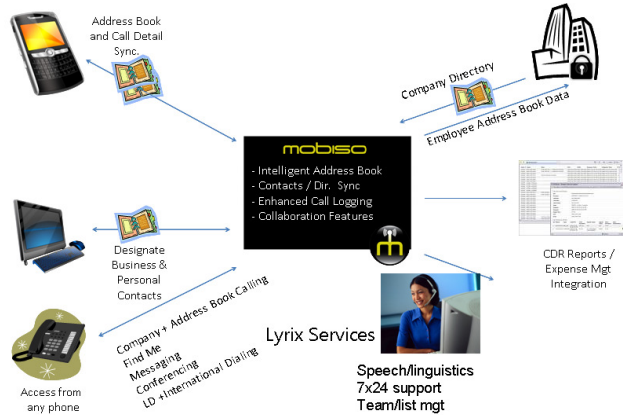 Address Book
and Call Detail
Sync.
Company Directory
Employee Address Book Data
mobiso
- Intelligent Address Book
- Contacts / Dir. Sync
- Enhanced Call Logging
- Collaboration Features
Designate
Business &
Personal
Contacts
CDR Reports /
Expense Mgt
Integration
Company + Address Book Calling
Find Me
Messaging
Conferencing
LD +International Dialing
Access from
any phone
Lyrix Services
Speech/linguistics
7x24 support
Team/list mgt